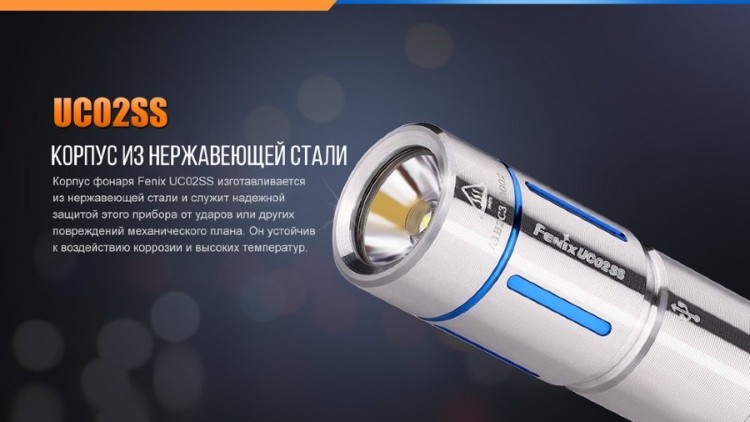 UC02SS
КОРПУС ИЗ НЕРЖАВЕЮЩЕЙ СТАЛИ
Корпус фонаря Fenix UC02SS изготавливается
из нержавеющей стали и служит надежной
защитой этого прибора от ударов или других
повреждений механического плана. Он устойчив
к воздействию коррозии и высоких температур.
FENIX UC02SS